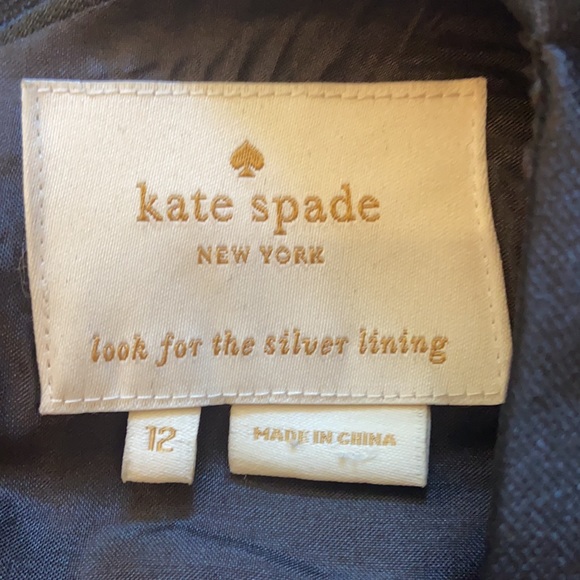 kate spade
NEW YORK
look for the silver lining
12
MADE IN CHINA